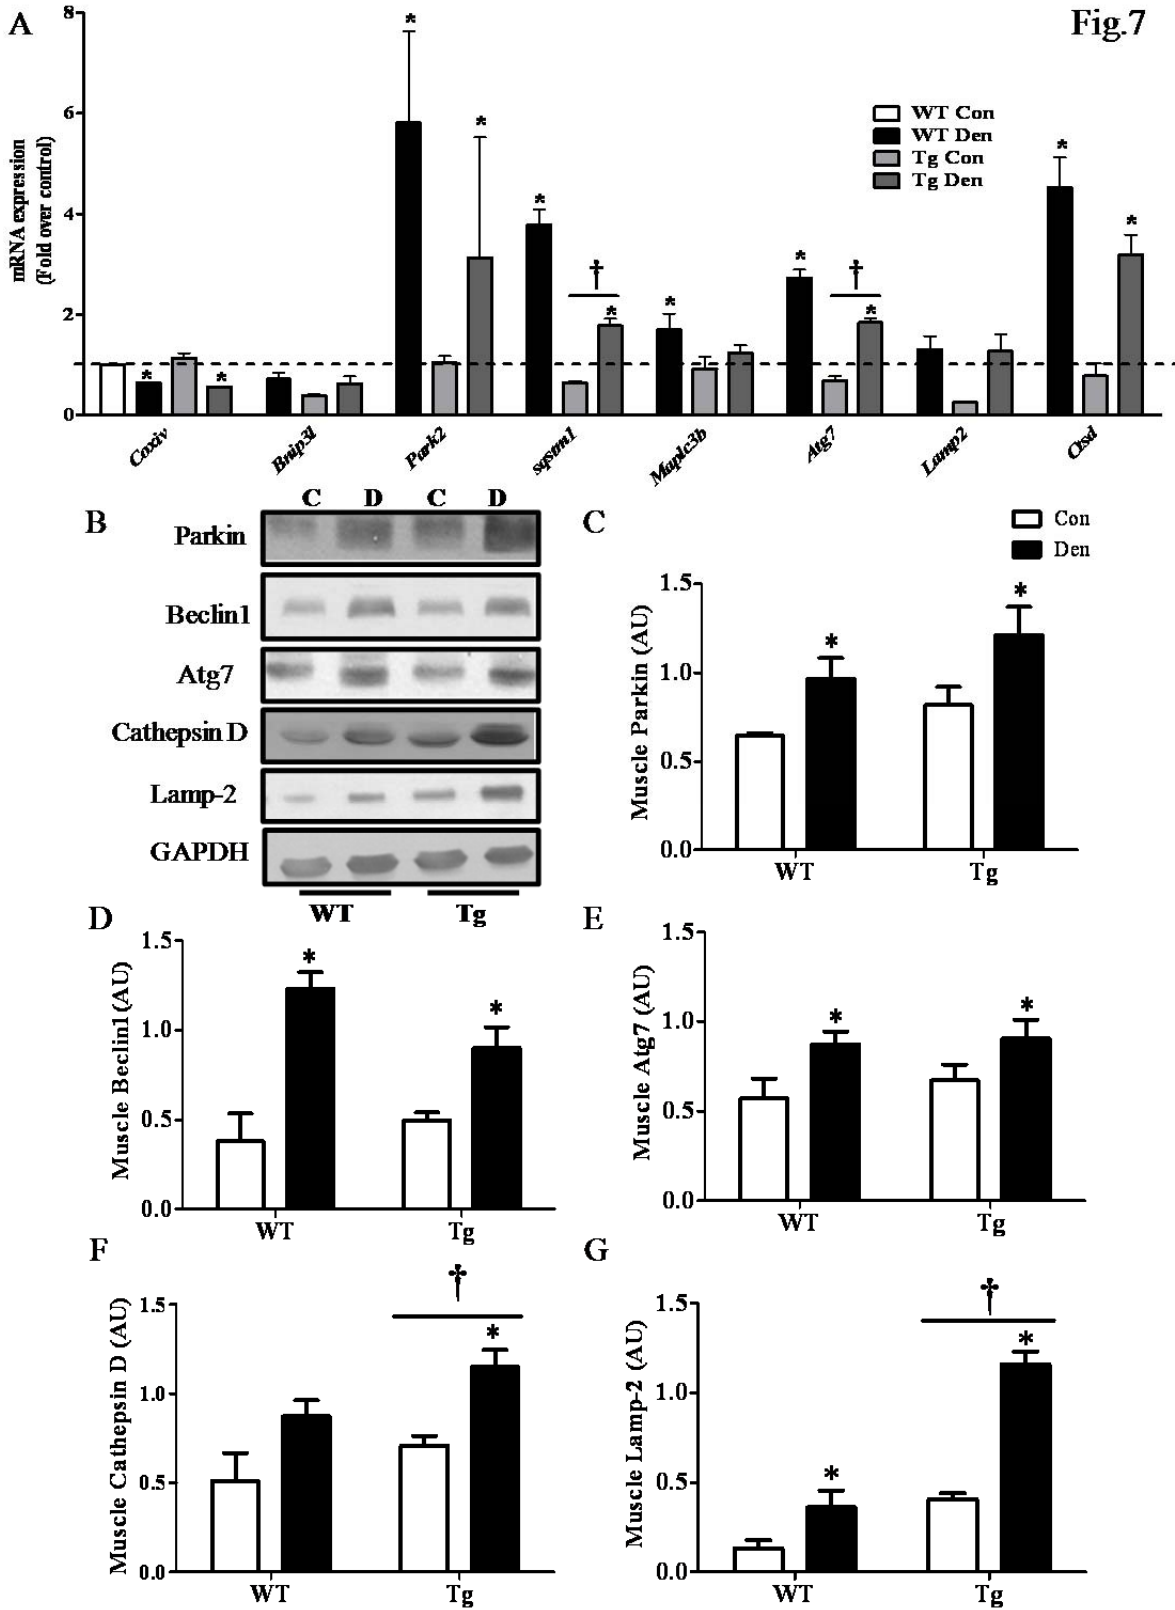 A
Fig.7
mRNA expression
(Fold over control)
8
6
4
2
0
WT Con
WT Den
Tg Con
Tg Den
*
*
*
*
*
*
†
*
*
*
†
*
*
*
Coxiv
Bnip3l
Park2
sqstm1
Maplc3b
Atg7
Lamp2
Ctsd
B
C D C D
Parkin
Beclin1
Atg7
Cathepsin D
Lamp-2
GAPDH
WT Tg
C
Con
Den
Muscle Parkin (AU)
1.5
1.0
0.5
0.0
*
*
WT Tg
D
Muscle Beclin1 (AU)
1.5
1.0
0.5
0.0
*
*
WT Tg
E
Muscle Atg7 (AU)
1.5
1.0
0.5
0.0
*
*
WT Tg
F
Muscle Cathepsin D (AU)
1.5
1.0
0.5
0.0
†
*
WT Tg
G
Muscle Lamp-2 (AU)
1.5
1.0
0.5
0.0
*
†
*
WT Tg